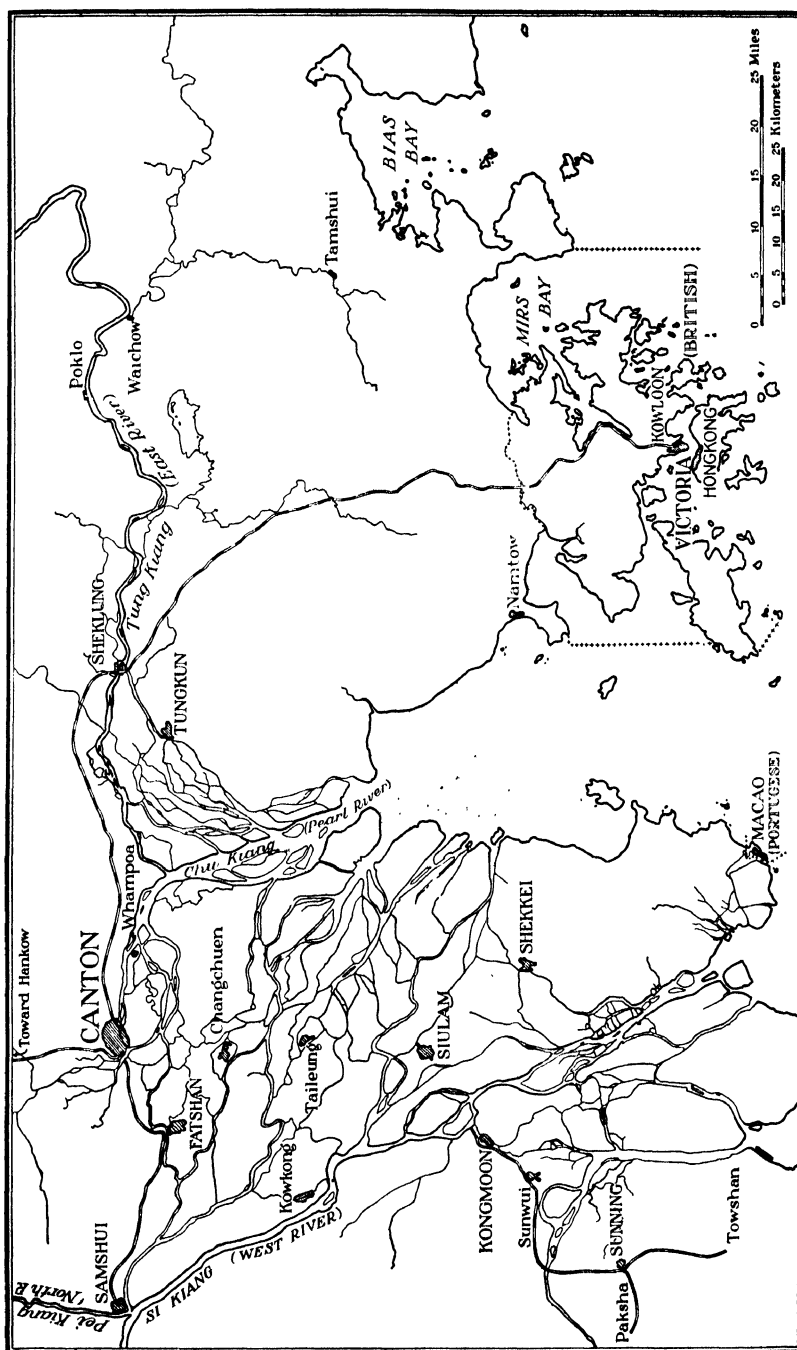 Toward Hankow
CANTON
Whampoa
SHEKLUNG
Tung Kiang
(East River)
Poklo
Waichow
Pei Kiang
North R
SAMSHUI
FATSHAN
Changchuen
Chu Kiang
(Pearl River)
TUNGKUN
Tamshui
BIAS
BAY
SI KIANG
(WEST RIVER)
Kowkong
Taileung
SIULAM
Namtow
MIRS
BAY
KONGMOON
Sunwui
SHEKKEI
SUNNING
Paksha
Towshan
MACAO
(PORTUGESE)
VICTORIA
KOWLOON
HONGKONG
(BRITISH)
0 5 10 15 20 25 Miles
0 5 10 15 20 25 Kilometers